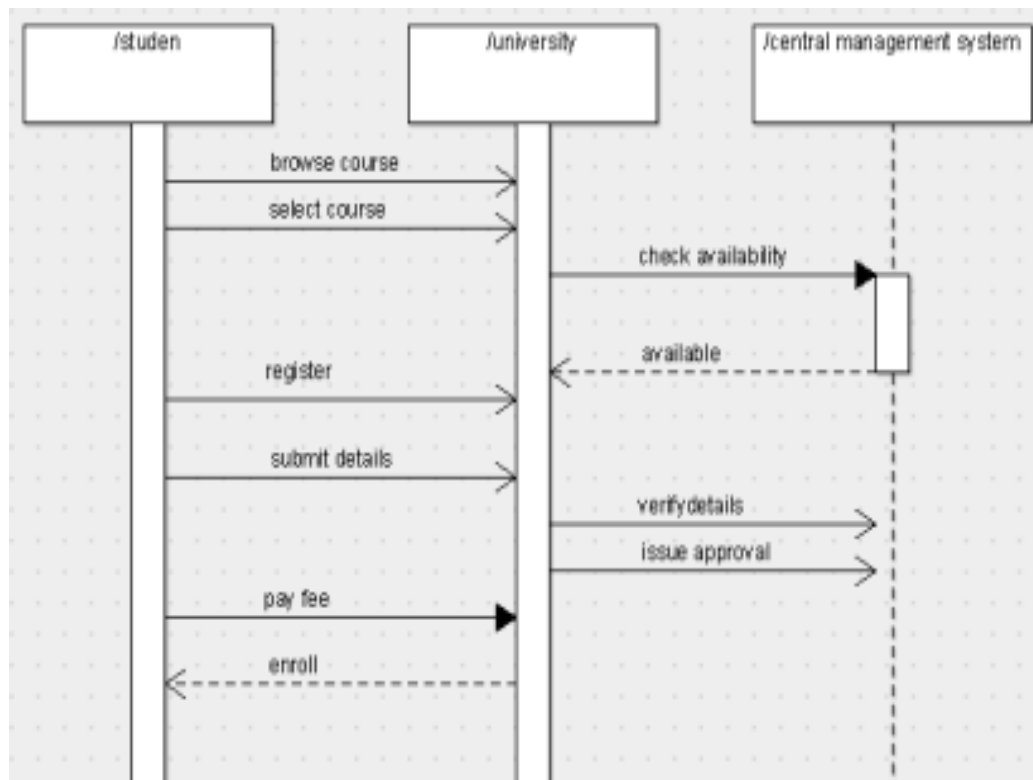 /studen
/university
/central management system
browse course
select course
check availability
available
register
submit details
verifydetails
issue approval
pay fee
enroll